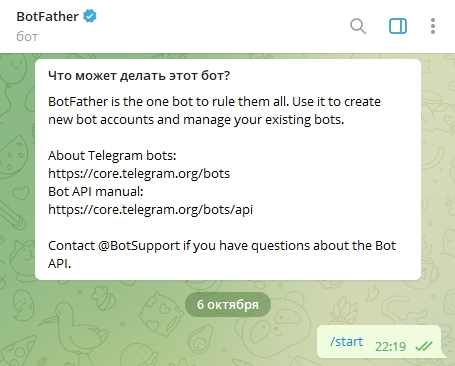 BotFather
бот
Что может делать этот бот?
BotFather is the one bot to rule them all. Use it to create
new bot accounts and manage your existing bots.
About Telegram bots:
https://core.telegram.org/bots
Bot API manual:
https://core.telegram.org/bots/api
Contact @BotSupport if you have questions about the Bot
API.
6 октября
/start 22:19